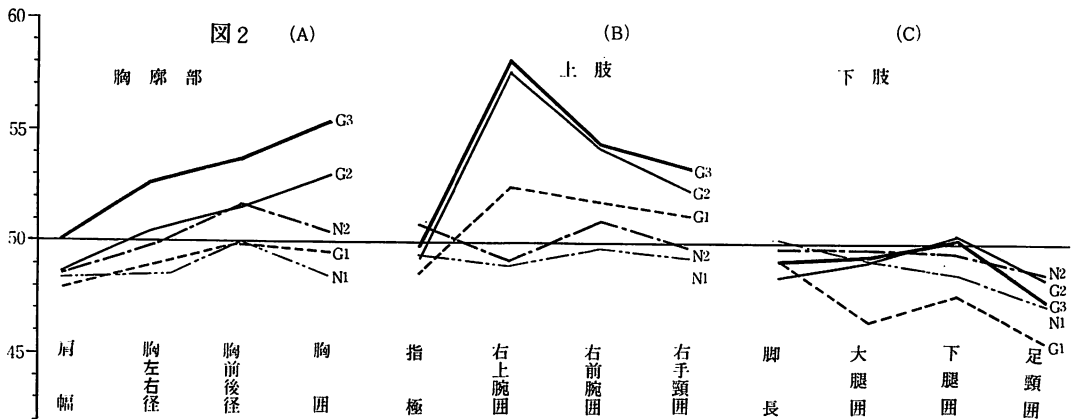 60
55
50
45
図2 (A)
胸廓部
G3
G2
N2
G1
N1
肩幅
胸左右径
胸前後径
胸囲
(B)
上肢
G3
G2
G1
N2
N1
指極
右上腕囲
右前腕囲
右手頸囲
(C)
下肢
N2
G2
G3
N1
G1
脚長
大腿囲
下腿囲
足頸囲